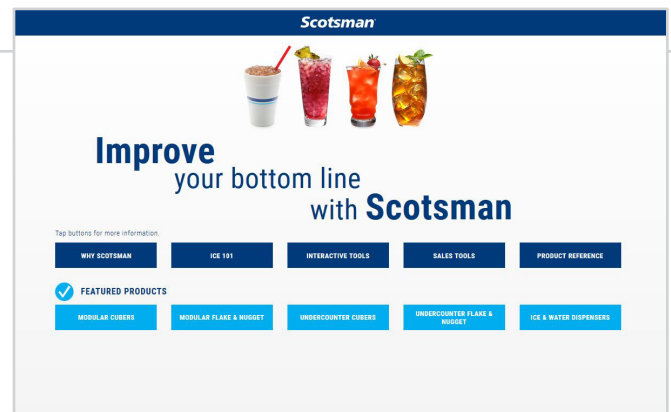 Scotsman
Improve
your bottom line
with Scotsman
Tap buttons for more information.
WHY SCOTSMAN
ICE 101
INTERACTIVE TOOLS
SALES TOOLS
PRODUCT REFERENCE
FEATURED PRODUCTS
MODULAR CUBERS
MODULAR FLAKE & NUGGET
UNDERCOUNTER CUBERS
UNDERCOUNTER FLAKE &
NUGGET
ICE & WATER DISPENSERS